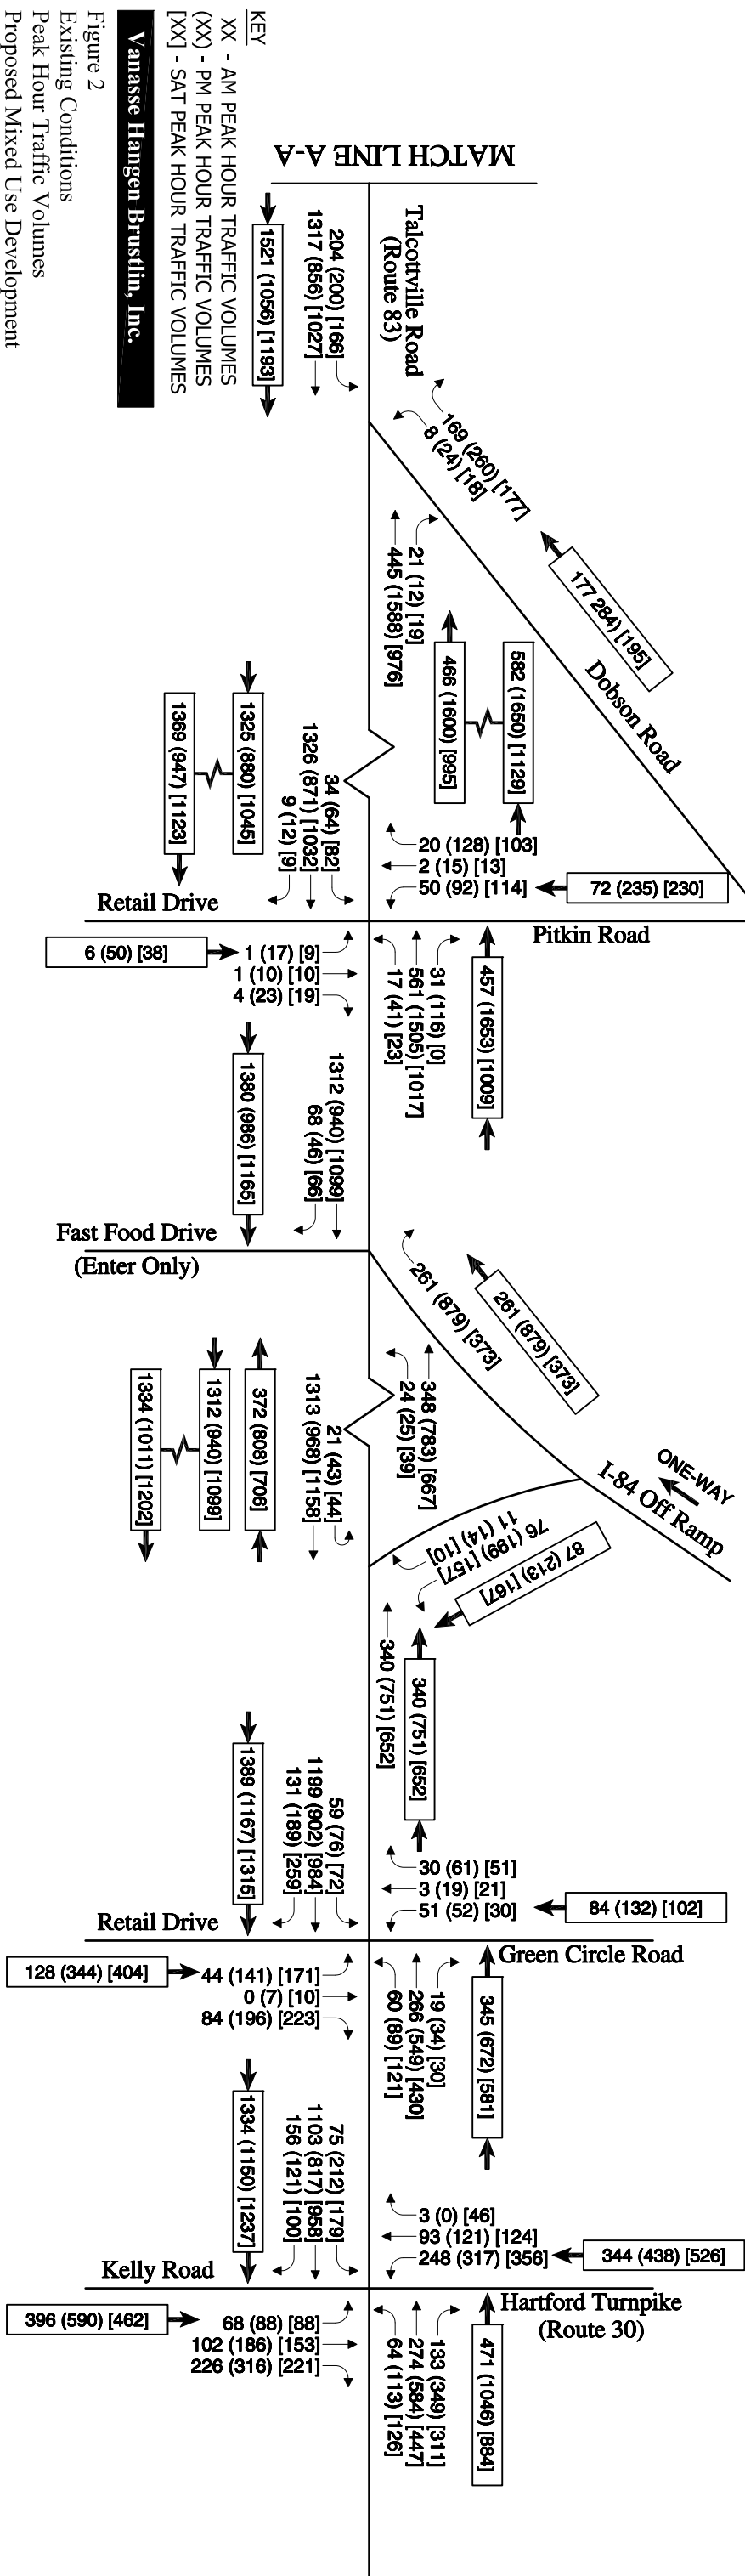 MATCH LINE A-A
KEY
XX - AM PEAK HOUR TRAFFIC VOLUMES
(XX) - PM PEAK HOUR TRAFFIC VOLUMES
[XX] - SAT PEAK HOUR TRAFFIC VOLUMES
Vanasse Hangen Brustlin, Inc.
Figure 2
Existing Conditions
Peak Hour Traffic Volumes
Proposed Mixed Use Development
Talcottville Road
(Route 83)
204 (200) [166]
1317 (856) [1027]
1521 (1056) [1193]
169 (260) [177]
8 (24) [18]
177 284) [195]
Dobson Road
21 (12) [19]
445 (1588) [976]
582 (1650) [1129]
466 (1600) [995]
1325 (880) [1045]
1369 (947) [1123]
34 (64) [82]
1326 (871) [1032]
9 (12) [9]
20 (128) [103]
2 (15) [13]
50 (92) [114]
72 (235) [230]
Retail Drive
Pitkin Road
6 (50) [38]
1 (17) [9]
1 (10) [10]
4 (23) [19]
31 (116) [0]
561 (1505) [1017]
17 (41) [23]
457 (1653) [1009]
1380 (986) [1165]
1312 (940) [1099]
68 (46) [66]
Fast Food Drive
(Enter Only)
261 (879) [373]
261 (879) [373]
ONE-WAY
I-84 Off Ramp
348 (783) [667]
24 (25) [39]
21 (43) [44]
1313 (968) [1158]
372 (808) [706]
1312 (940) [1099]
1334 (1011) [1202]
11 (14) [10]
76 (199) [157]
87 (213) [167]
340 (751) [652]
340 (751) [652]
1389 (1167) [1315]
59 (76) [72]
1199 (902) [984]
131 (189) [259]
30 (61) [51]
3 (19) [21]
51 (52) [30]
84 (132) [102]
Retail Drive
Green Circle Road
128 (344) [404]
44 (141) [171]
0 (7) [10]
84 (196) [223]
19 (34) [30]
266 (549) [430]
60 (89) [121]
345 (672) [581]
1334 (1150) [1237]
75 (212) [179]
1103 (817) [958]
156 (121) [100]
3 (0) [46]
93 (121) [124]
248 (317) [356]
344 (438) [526]
Kelly Road
Hartford Turnpike
(Route 30)
396 (590) [462]
68 (88) [88]
102 (186) [153]
226 (316) [221]
133 (349) [311]
274 (584) [447]
64 (113) [126]
471 (1046) [884]